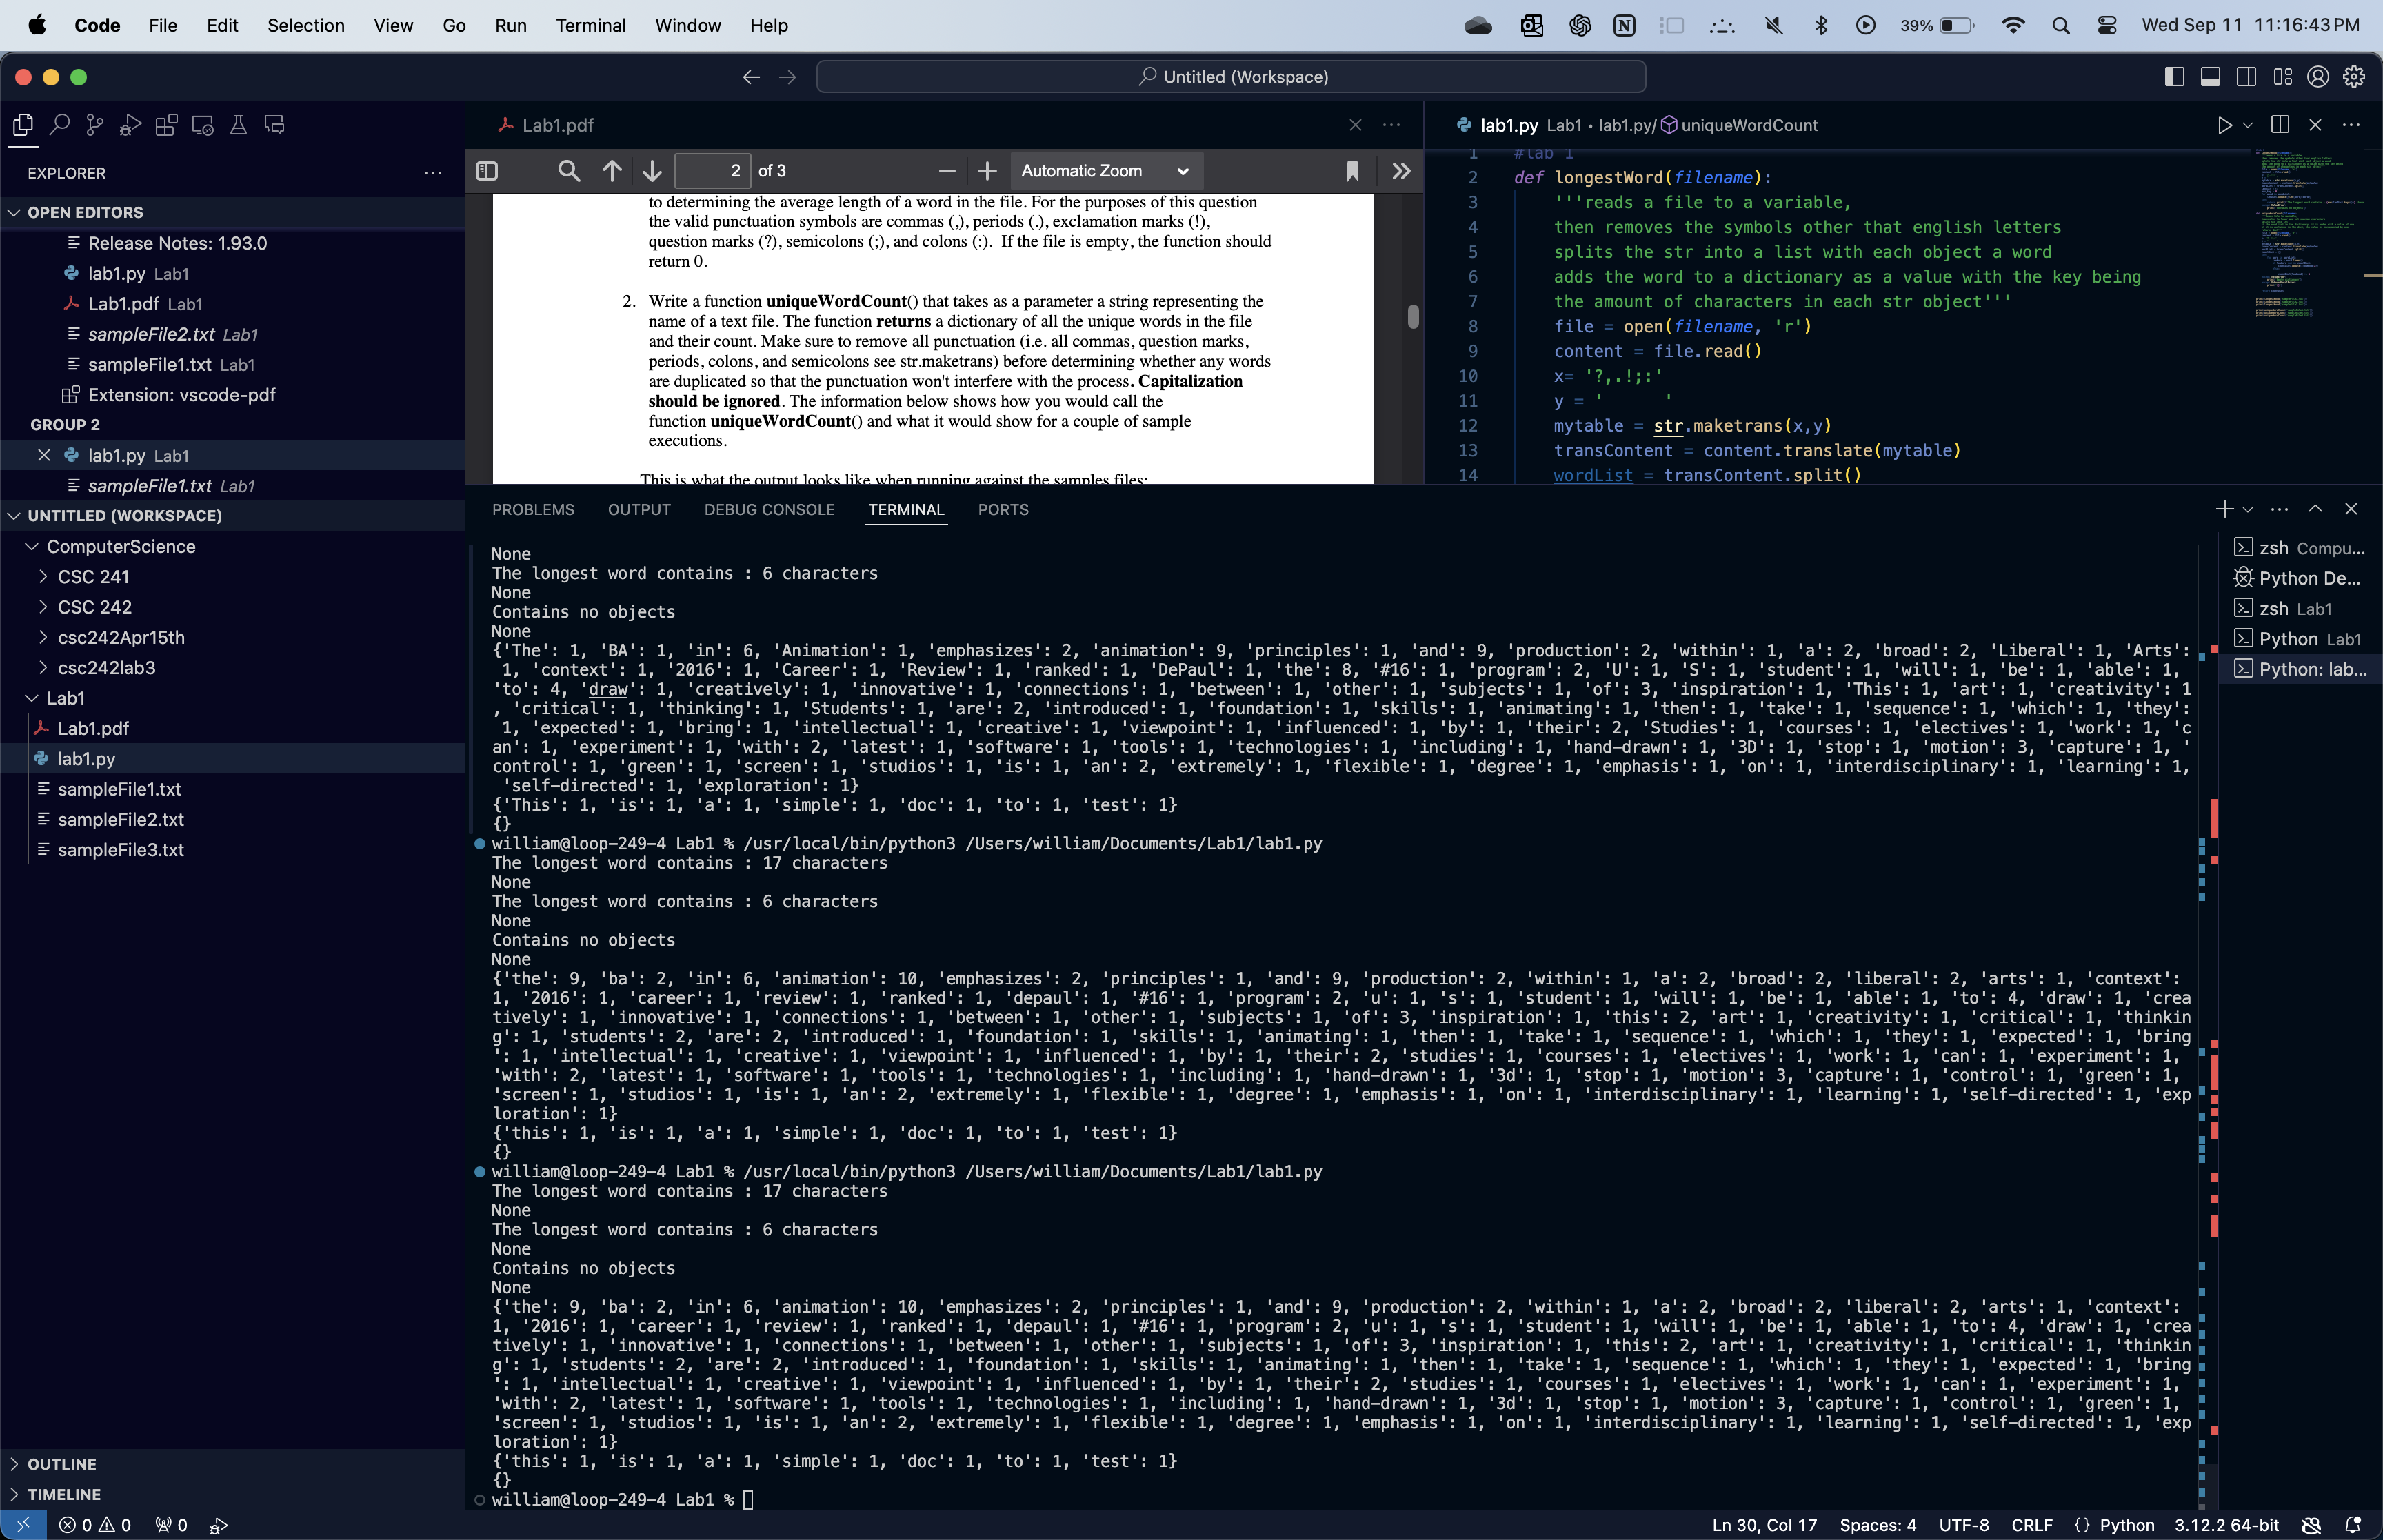 Code File Edit Selection View Go Run Terminal Window Help 39% Wed Sep 11 11:16:43 PM
Untitled (Workspace)
EXPLORER
OPEN EDITORS
Release Notes: 1.93.0
lab1.py Lab1
Lab1.pdf Lab1
sampleFile2.txt Lab1
sampleFile1.txt Lab1
Extension: vscode-pdf
GROUP 2
lab1.py Lab1
sampleFile1.txt Lab1
UNTITLED (WORKSPACE)
ComputerScience
CSC 241
CSC 242
csc242Apr15th
csc242lab3
Lab1
Lab1.pdf
lab1.py
sampleFile1.txt
sampleFile2.txt
sampleFile3.txt
OUTLINE
TIMELINE
Lab1.pdf
2 of 3 Automatic Zoom
to determining the average length of a word in the file. For the purposes of this question
the valid punctuation symbols are commas (,), periods (.), exclamation marks (!),
question marks (?), semicolons (;), and colons (:). If the file is empty, the function should
return 0.
2. Write a function uniqueWordCount() that takes as a parameter a string representing the
name of a text file. The function returns a dictionary of all the unique words in the file
and their count. Make sure to remove all punctuation (i.e. all commas, question marks,
periods, colons, and semicolons see str.maketrans) before determining whether any words
are duplicated so that the punctuation won't interfere with the process. Capitalization
should be ignored. The information below shows how you would call the
function uniqueWordCount() and what it would show for a couple of sample
executions.
This is what the output looks like when running against the samples files:
lab1.py Lab1 • lab1.py/ uniqueWordCount
1 #lab 1
2 def longestWord(filename):
3 '''reads a file to a variable,
4 then removes the symbols other that english letters
5 splits the str into a list with each object a word
6 adds the word to a dictionary as a value with the key being
7 the amount of characters in each str object'''
8 file = open(filename, 'r')
9 content = file.read()
10 x= '?,.!;:'
11 y = '      '
12 mytable = str.maketrans(x,y)
13 transContent = content.translate(mytable)
14 wordList = transContent.split()
PROBLEMS OUTPUT DEBUG CONSOLE TERMINAL PORTS
None
The longest word contains : 6 characters
None
Contains no objects
None
{'The': 1, 'BA': 1, 'in': 6, 'Animation': 1, 'emphasizes': 2, 'animation': 9, 'principles': 1, 'and': 9, 'production': 2, 'within': 1, 'a': 2, 'broad': 2, 'Liberal': 1, 'Arts':
1, 'context': 1, '2016': 1, 'Career': 1, 'Review': 1, 'ranked': 1, 'DePaul': 1, 'the': 8, '#16': 1, 'program': 2, 'U': 1, 'S': 1, 'student': 1, 'will': 1, 'be': 1, 'able': 1,
'to': 4, 'draw': 1, 'creatively': 1, 'innovative': 1, 'connections': 1, 'between': 1, 'other': 1, 'subjects': 1, 'of': 3, 'inspiration': 1, 'This': 1, 'art': 1, 'creativity': 1
, 'critical': 1, 'thinking': 1, 'Students': 1, 'are': 2, 'introduced': 1, 'foundation': 1, 'skills': 1, 'animating': 1, 'then': 1, 'take': 1, 'sequence': 1, 'which': 1, 'they':
1, 'expected': 1, 'bring': 1, 'intellectual': 1, 'creative': 1, 'viewpoint': 1, 'influenced': 1, 'by': 1, 'their': 2, 'Studies': 1, 'courses': 1, 'electives': 1, 'work': 1, 'c
an': 1, 'experiment': 1, 'with': 2, 'latest': 1, 'software': 1, 'tools': 1, 'technologies': 1, 'including': 1, 'hand-drawn': 1, '3D': 1, 'stop': 1, 'motion': 3, 'capture': 1, '
control': 1, 'green': 1, 'screen': 1, 'studios': 1, 'is': 1, 'an': 2, 'extremely': 1, 'flexible': 1, 'degree': 1, 'emphasis': 1, 'on': 1, 'interdisciplinary': 1, 'learning': 1,
'self-directed': 1, 'exploration': 1}
{'This': 1, 'is': 1, 'a': 1, 'simple': 1, 'doc': 1, 'to': 1, 'test': 1}
{}
william@loop-249-4 Lab1 % /usr/local/bin/python3 /Users/william/Documents/Lab1/lab1.py
The longest word contains : 17 characters
None
The longest word contains : 6 characters
None
Contains no objects
None
{'the': 9, 'ba': 2, 'in': 6, 'animation': 10, 'emphasizes': 2, 'principles': 1, 'and': 9, 'production': 2, 'within': 1, 'a': 2, 'broad': 2, 'liberal': 2, 'arts': 1, 'context':
1, '2016': 1, 'career': 1, 'review': 1, 'ranked': 1, 'depaul': 1, '#16': 1, 'program': 2, 'u': 1, 's': 1, 'student': 1, 'will': 1, 'be': 1, 'able': 1, 'to': 4, 'draw': 1, 'crea
tively': 1, 'innovative': 1, 'connections': 1, 'between': 1, 'other': 1, 'subjects': 1, 'of': 3, 'inspiration': 1, 'this': 2, 'art': 1, 'creativity': 1, 'critical': 1, 'thinkin
g': 1, 'students': 2, 'are': 2, 'introduced': 1, 'foundation': 1, 'skills': 1, 'animating': 1, 'then': 1, 'take': 1, 'sequence': 1, 'which': 1, 'they': 1, 'expected': 1, 'bring
': 1, 'intellectual': 1, 'creative': 1, 'viewpoint': 1, 'influenced': 1, 'by': 1, 'their': 2, 'studies': 1, 'courses': 1, 'electives': 1, 'work': 1, 'can': 1, 'experiment': 1,
'with': 2, 'latest': 1, 'software': 1, 'tools': 1, 'technologies': 1, 'including': 1, 'hand-drawn': 1, '3d': 1, 'stop': 1, 'motion': 3, 'capture': 1, 'control': 1, 'green': 1,
'screen': 1, 'studios': 1, 'is': 1, 'an': 2, 'extremely': 1, 'flexible': 1, 'degree': 1, 'emphasis': 1, 'on': 1, 'interdisciplinary': 1, 'learning': 1, 'self-directed': 1, 'exp
loration': 1}
{'this': 1, 'is': 1, 'a': 1, 'simple': 1, 'doc': 1, 'to': 1, 'test': 1}
{}
william@loop-249-4 Lab1 % /usr/local/bin/python3 /Users/william/Documents/Lab1/lab1.py
The longest word contains : 17 characters
None
The longest word contains : 6 characters
None
Contains no objects
None
{'the': 9, 'ba': 2, 'in': 6, 'animation': 10, 'emphasizes': 2, 'principles': 1, 'and': 9, 'production': 2, 'within': 1, 'a': 2, 'broad': 2, 'liberal': 2, 'arts': 1, 'context':
1, '2016': 1, 'career': 1, 'review': 1, 'ranked': 1, 'depaul': 1, '#16': 1, 'program': 2, 'u': 1, 's': 1, 'student': 1, 'will': 1, 'be': 1, 'able': 1, 'to': 4, 'draw': 1, 'crea
tively': 1, 'innovative': 1, 'connections': 1, 'between': 1, 'other': 1, 'subjects': 1, 'of': 3, 'inspiration': 1, 'this': 2, 'art': 1, 'creativity': 1, 'critical': 1, 'thinkin
g': 1, 'students': 2, 'are': 2, 'introduced': 1, 'foundation': 1, 'skills': 1, 'animating': 1, 'then': 1, 'take': 1, 'sequence': 1, 'which': 1, 'they': 1, 'expected': 1, 'bring
': 1, 'intellectual': 1, 'creative': 1, 'viewpoint': 1, 'influenced': 1, 'by': 1, 'their': 2, 'studies': 1, 'courses': 1, 'electives': 1, 'work': 1, 'can': 1, 'experiment': 1,
'with': 2, 'latest': 1, 'software': 1, 'tools': 1, 'technologies': 1, 'including': 1, 'hand-drawn': 1, '3d': 1, 'stop': 1, 'motion': 3, 'capture': 1, 'control': 1, 'green': 1,
'screen': 1, 'studios': 1, 'is': 1, 'an': 2, 'extremely': 1, 'flexible': 1, 'degree': 1, 'emphasis': 1, 'on': 1, 'interdisciplinary': 1, 'learning': 1, 'self-directed': 1, 'exp
loration': 1}
{'this': 1, 'is': 1, 'a': 1, 'simple': 1, 'doc': 1, 'to': 1, 'test': 1}
{}
william@loop-249-4 Lab1 %
zsh Compu...
Python De...
zsh Lab1
Python Lab1
Python: lab...
0 0 0 Ln 30, Col 17 Spaces: 4 UTF-8 CRLF {} Python 3.12.2 64-bit